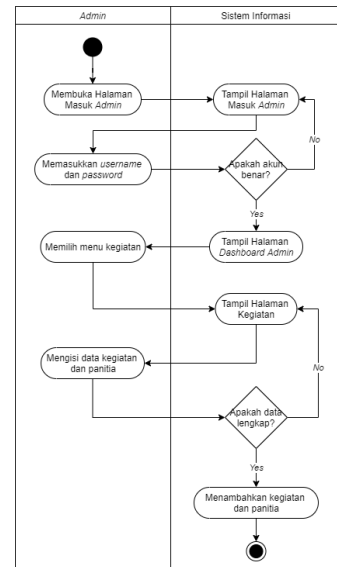 Admin
Sistem Informasi
Membuka Halaman
Masuk Admin
Tampil Halaman
Masuk Admin
No
Memasukkan username
dan password
Apakah akun
benar?
Yes
Memilih menu kegiatan
Tampil Halaman
Dashboard Admin
Tampil Halaman
Kegiatan
Mengisi data kegiatan
dan panitia
No
Apakah data
lengkap?
Yes
Menambahkan kegiatan
dan panitia